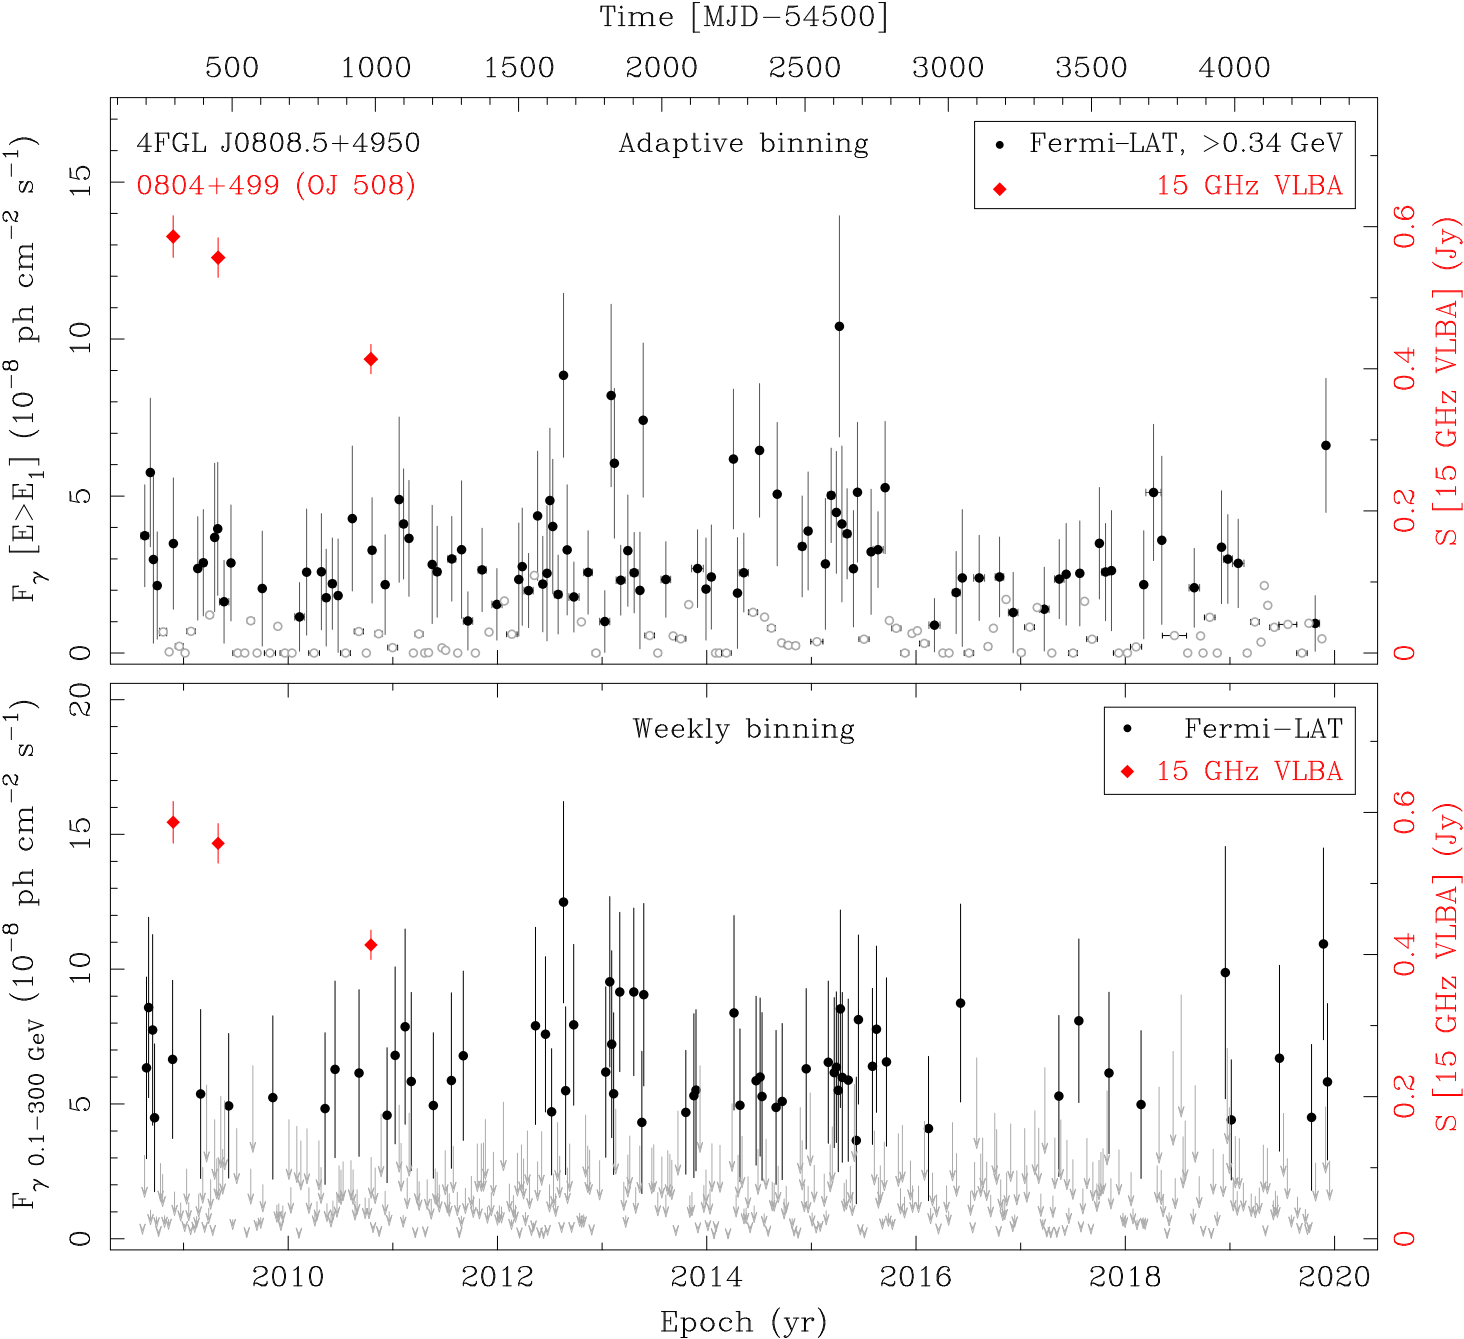 Time [MJD−54500]
500 1000 1500 2000 2500 3000 3500 4000
4FGL J0808.5+4950
0804+499 (OJ 508)
Adaptive binning
Fermi−LAT, >0.34 GeV
15 GHz VLBA
F_γ [E>E_1] (10^−8 ph cm^−2 s^−1)
0 5 10 15
S [15 GHz VLBA] (Jy)
0 0.2 0.4 0.6
Weekly binning
Fermi−LAT
15 GHz VLBA
F_γ 0.1−300 GeV (10^−8 ph cm^−2 s^−1)
0 5 10 15 20
S [15 GHz VLBA] (Jy)
0 0.2 0.4 0.6
2010 2012 2014 2016 2018 2020
Epoch (yr)